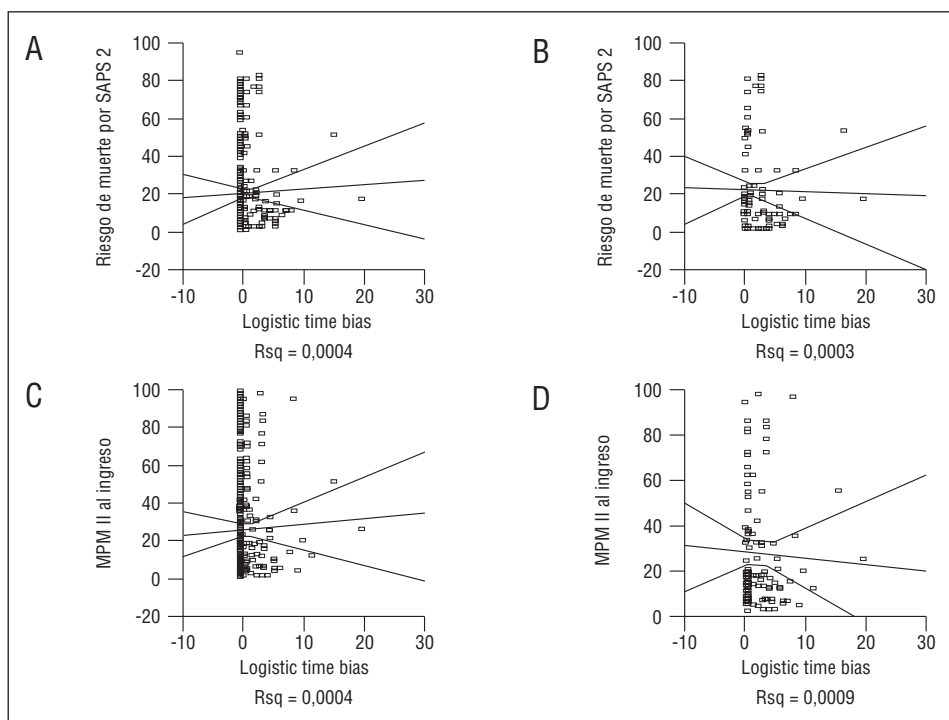 A
Riesgo de muerte por SAPS 2
100
80
60
40
20
0
-20
-10 0 10 20 30
Logistic time bias
Rsq = 0,0004
B
Riesgo de muerte por SAPS 2
100
80
60
40
20
0
-20
-10 0 10 20 30
Logistic time bias
Rsq = 0,0003
C
MPM II al ingreso
100
80
60
40
20
0
-20
-10 0 10 20 30
Logistic time bias
Rsq = 0,0004
D
MPM II al ingreso
100
80
60
40
20
0
-10 0 10 20 30
Logistic time bias
Rsq = 0,0009